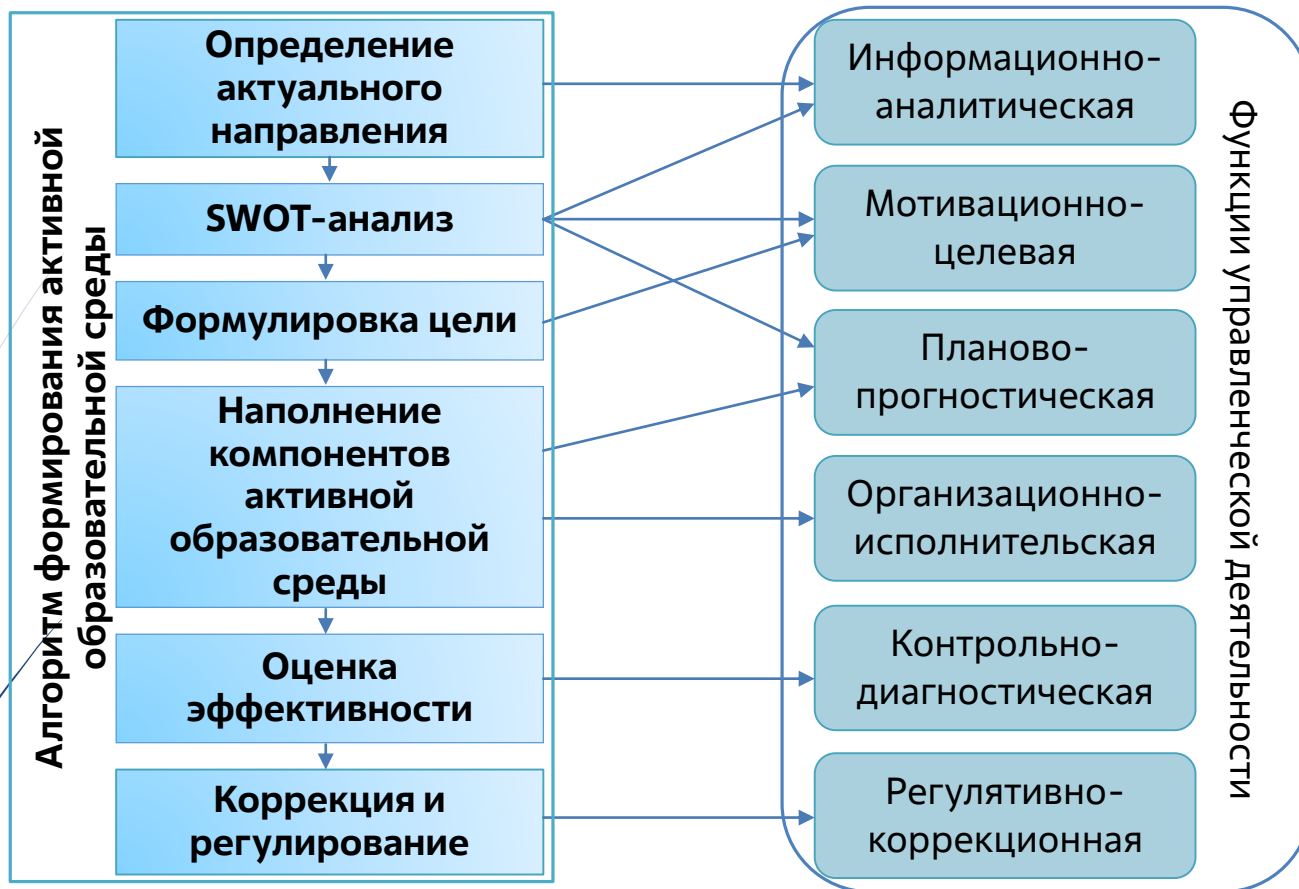 Алгоритм формирования активной
образовательной среды
Определение
актуального
направления
SWOT-анализ
Формулировка цели
Наполнение
компонентов
активной
образовательной
среды
Оценка
эффективности
Коррекция и
регулирование
Информационно-
аналитическая
Мотивационно-
целевая
Планово-
прогностическая
Организационно-
исполнительская
Контрольно-
диагностическая
Регулятивно-
коррекционная
Функции управленческой деятельности